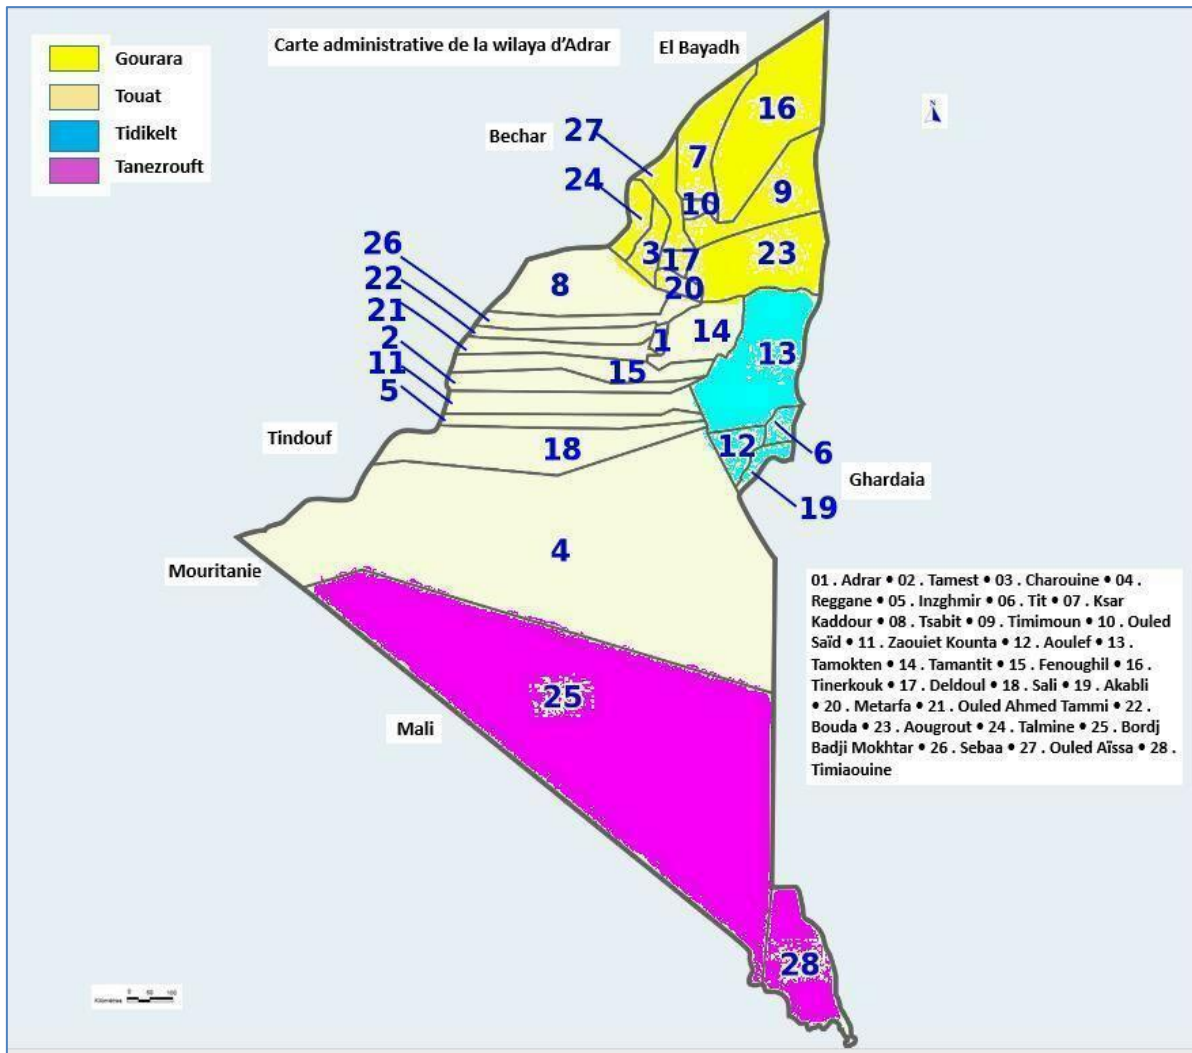 Carte administrative de la wilaya d'Adrar
El Bayadh
Gourara
Touat
Tidikelt
Tanezrouft
N
Bechar
27
16
7
24
10
9
26
3
17
23
8
20
22
21
1
14
2
13
15
11
5
Tindouf
18
12
6
Ghardaia
19
4
Mouritanie
01 . Adrar • 02 . Tamest • 03 . Charouine • 04 .
Reggane • 05 . Inzghmir • 06 . Tit • 07 . Ksar
Kaddour • 08 . Tsabit • 09 . Timimoun • 10 . Ouled
Saïd • 11 . Zaouiet Kounta • 12 . Aoulef • 13 .
Tamokten • 14 . Tamantit • 15 . Fenoughil • 16 .
Tinerkouk • 17 . Deldoul • 18 . Sali • 19 . Akabli
• 20 . Metarfa • 21 . Ouled Ahmed Tammi • 22 .
Bouda • 23 . Aougrout • 24 . Talmine • 25 . Bordj
Badji Mokhtar • 26 . Sebaa • 27 . Ouled Aïssa • 28 .
Timiaouine
25
Mali
28
Kilomètres